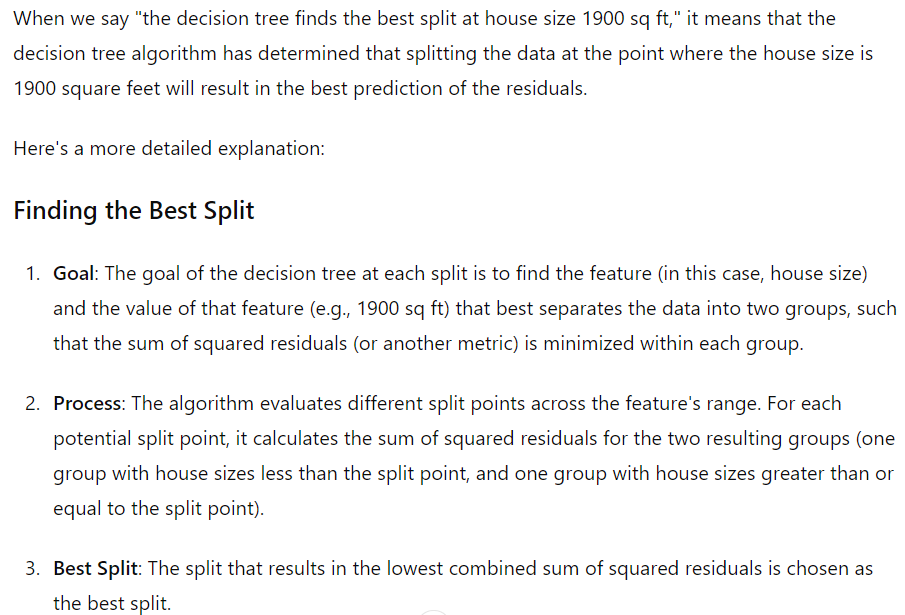 When we say "the decision tree finds the best split at house size 1900 sq ft," it means that the
decision tree algorithm has determined that splitting the data at the point where the house size is
1900 square feet will result in the best prediction of the residuals.
Here's a more detailed explanation:
Finding the Best Split
1. Goal: The goal of the decision tree at each split is to find the feature (in this case, house size)
and the value of that feature (e.g., 1900 sq ft) that best separates the data into two groups, such
that the sum of squared residuals (or another metric) is minimized within each group.
2. Process: The algorithm evaluates different split points across the feature's range. For each
potential split point, it calculates the sum of squared residuals for the two resulting groups (one
group with house sizes less than the split point, and one group with house sizes greater than or
equal to the split point).
3. Best Split: The split that results in the lowest combined sum of squared residuals is chosen as
the best split.